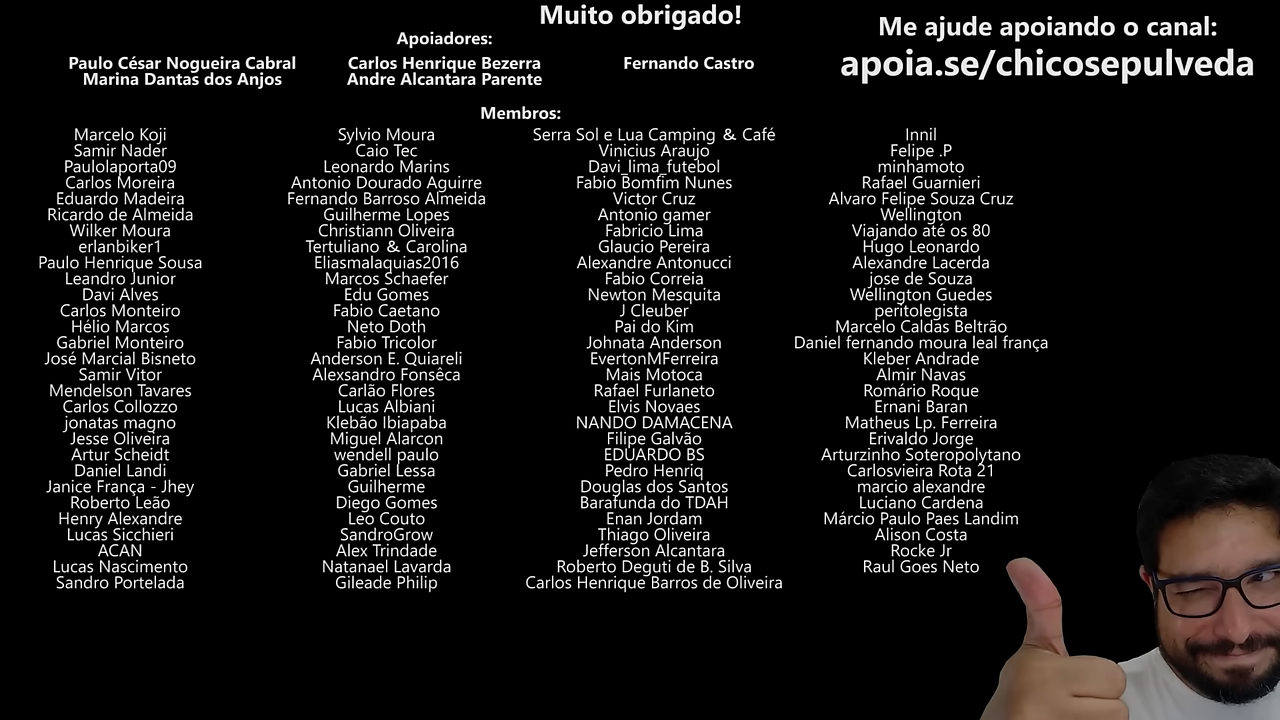 Muito obrigado!
Me ajude apoiando o canal:
apoia.se/chicosepulveda
Apoiadores:
Paulo César Nogueira Cabral
Marina Dantas dos Anjos
Carlos Henrique Bezerra
Andre Alcantara Parente
Fernando Castro
Membros:
Marcelo Koji
Samir Nader
Paulolaporta09
Carlos Moreira
Eduardo Madeira
Ricardo de Almeida
Wilker Moura
erlanbiker1
Paulo Henrique Sousa
Leandro Junior
Davi Alves
Carlos Monteiro
Hélio Marcos
Gabriel Monteiro
José Marcial Bisneto
Samir Vitor
Mendelson Tavares
Carlos Collozzo
jonatas magno
Jesse Oliveira
Artur Scheidt
Daniel Landi
Janice França - Jhey
Roberto Leão
Henry Alexandre
Lucas Sicchieri
ACAN
Lucas Nascimento
Sandro Portelada
Sylvio Moura
Caio Tec
Leonardo Marins
Antonio Dourado Aguirre
Fernando Barroso Almeida
Guilherme Lopes
Christiann Oliveira
Tertuliano & Carolina
Eliasmalaquias2016
Marcos Schaefer
Edu Gomes
Fabio Caetano
Neto Doth
Fabio Tricolor
Anderson E. Quiareli
Alexsandro Fonsêca
Carlão Flores
Lucas Albiani
Klebão Ibiapaba
Miguel Alarcon
wendell paulo
Gabriel Lessa
Guilherme
Diego Gomes
Leo Couto
SandroGrow
Alex Trindade
Natanael Lavarda
Gileade Philip
Serra Sol e Lua Camping & Café
Vinicius Araujo
Davi_lima_futebol
Fabio Bomfim Nunes
Victor Cruz
Antonio gamer
Fabricio Lima
Glaucio Pereira
Alexandre Antonucci
Fabio Correia
Newton Mesquita
J Cleuber
Pai do Kim
Johnata Anderson
EvertonMFerreira
Mais Motoca
Rafael Furlaneto
Elvis Novaes
NANDO DAMACENA
Filipe Galvão
EDUARDO BS
Pedro Henriq
Douglas dos Santos
Barafunda do TDAH
Enan Jordam
Thiago Oliveira
Jefferson Alcantara
Roberto Deguti de B. Silva
Carlos Henrique Barros de Oliveira
Innil
Felipe .P
minhamoto
Rafael Guarnieri
Alvaro Felipe Souza Cruz
Wellington
Viajando até os 80
Hugo Leonardo
Alexandre Lacerda
jose de Souza
Wellington Guedes
peritolegista
Marcelo Caldas Beltrão
Daniel fernando moura leal frança
Kleber Andrade
Almir Navas
Romário Roque
Ernani Baran
Matheus Lp. Ferreira
Erivaldo Jorge
Arturzinho Soteropolytano
Carlosvieira Rota 21
marcio alexandre
Luciano Cardena
Márcio Paulo Paes Landim
Alison Costa
Rocke Jr
Raul Goes Neto